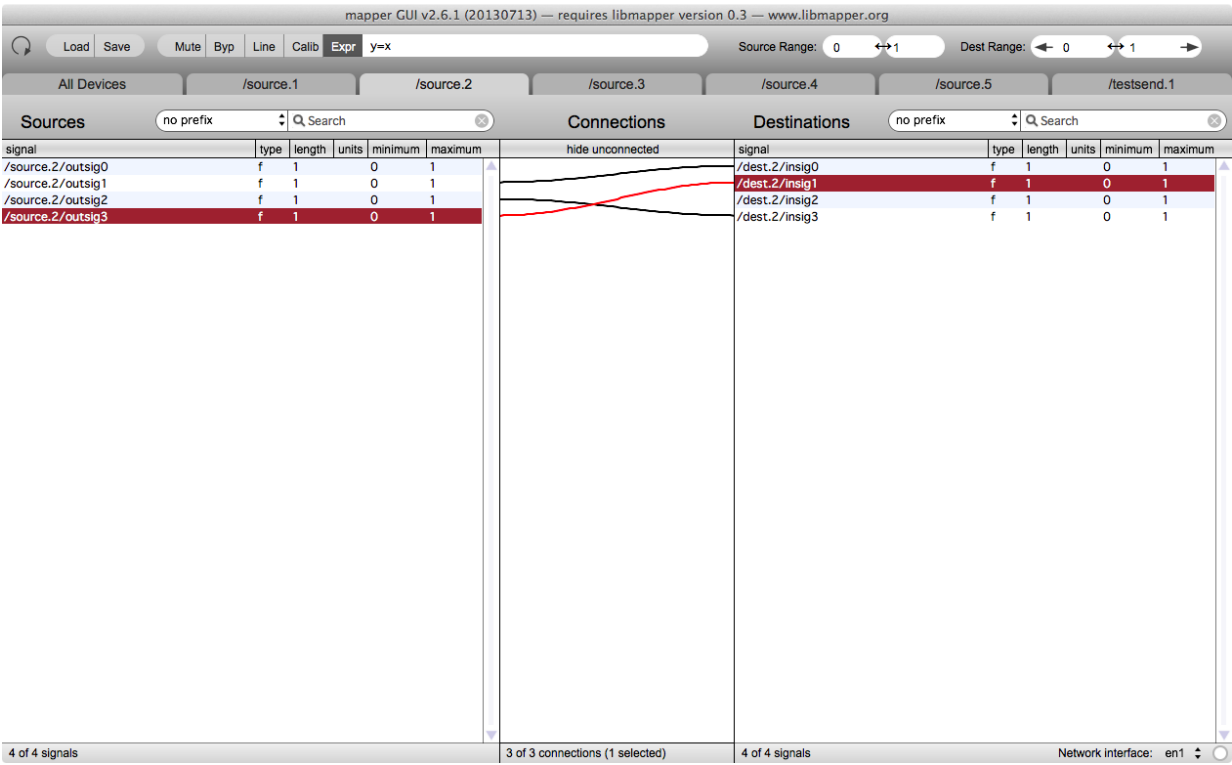 mapper GUI v2.6.1 (20130713) — requires libmapper version 0.3 — www.libmapper.org
Load Save Mute Byp Line Calib Expr y=x Source Range: 0 ↔ 1 Dest Range: 0 ↔ 1
All Devices /source.1 /source.2 /source.3 /source.4 /source.5 /testsend.1
Sources no prefix Search Connections Destinations no prefix Search
signal type length units minimum maximum hide unconnected signal type length units minimum maximum
/source.2/outsig0 f 1 0 1 /dest.2/insig0 f 1 0 1
/source.2/outsig1 f 1 0 1 /dest.2/insig1 f 1 0 1
/source.2/outsig2 f 1 0 1 /dest.2/insig2 f 1 0 1
/source.2/outsig3 f 1 0 1 /dest.2/insig3 f 1 0 1
4 of 4 signals 3 of 3 connections (1 selected) 4 of 4 signals Network interface: en1